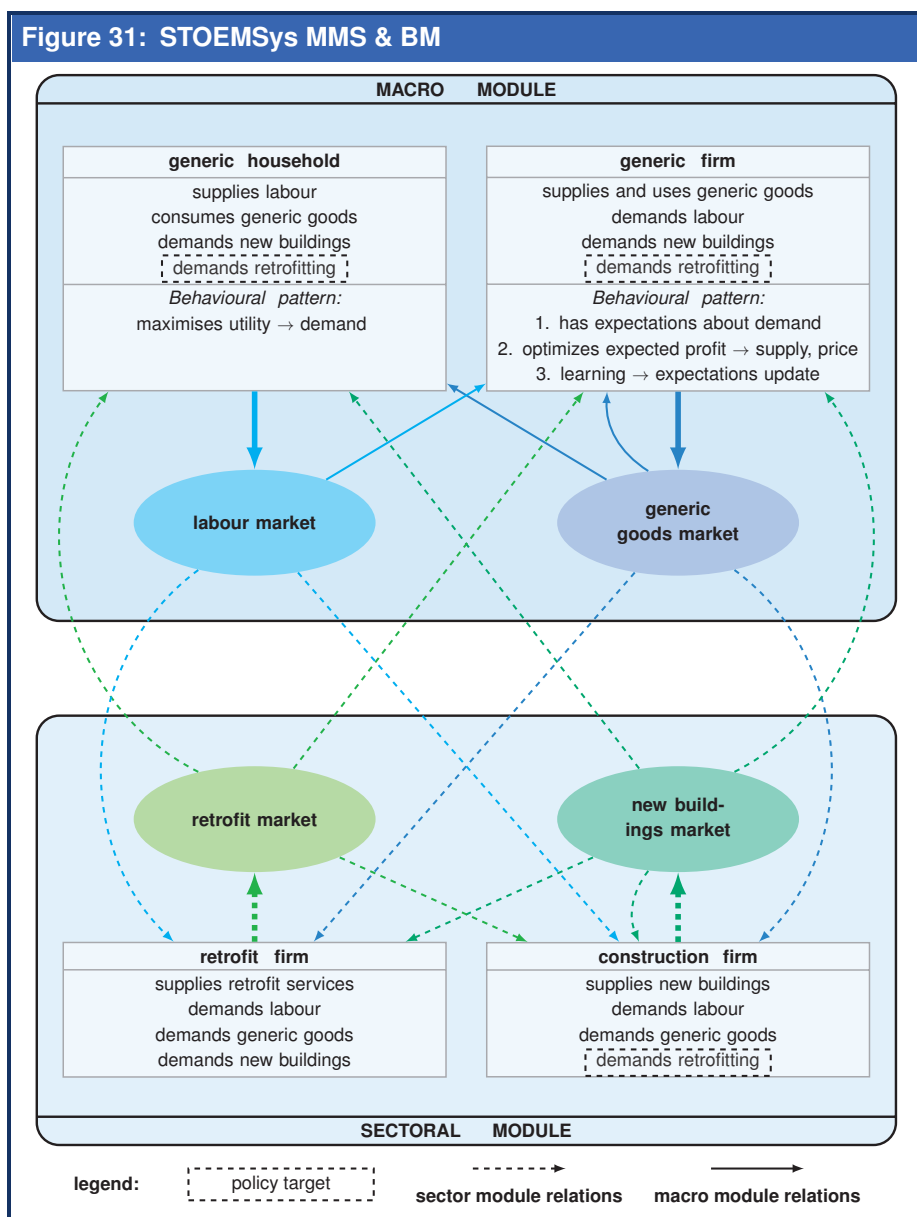 Figure 31: STOEMSys MMS & BM
MACRO MODULE
generic household
supplies labour
consumes generic goods
demands new buildings
demands retrofitting
Behavioural pattern:
maximises utility → demand
generic firm
supplies and uses generic goods
demands labour
demands new buildings
demands retrofitting
Behavioural pattern:
1. has expectations about demand
2. optimizes expected profit → supply, price
3. learning → expectations update
labour market
generic
goods market
retrofit market
new build-
ings market
retrofit firm
supplies retrofit services
demands labour
demands generic goods
demands new buildings
construction firm
supplies new buildings
demands labour
demands generic goods
demands retrofitting
SECTORAL MODULE
legend:
policy target
sector module relations
macro module relations